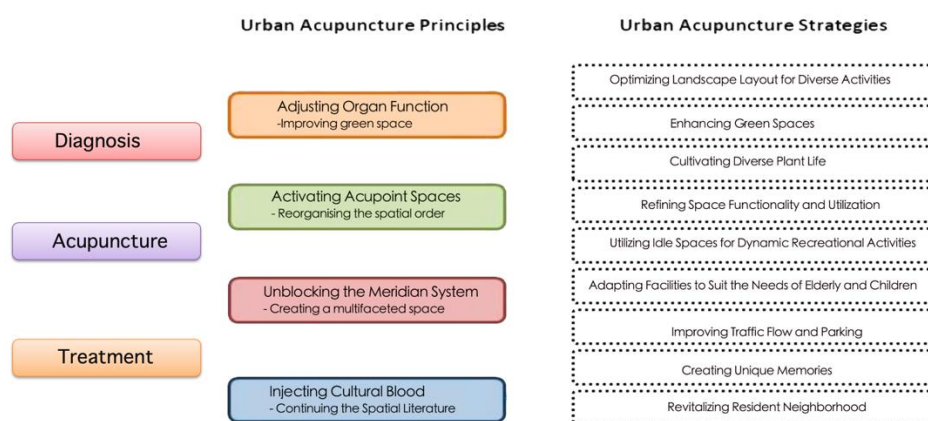 Urban Acupuncture Principles
Urban Acupuncture Strategies
Diagnosis
Acupuncture
Treatment
Adjusting Organ Function
-Improving green space
Activating Acupoint Spaces
- Reorganising the spatial order
Unblocking the Meridian System
- Creating a multifaceted space
Injecting Cultural Blood
- Continuing the Spatial Literature
Optimizing Landscape Layout for Diverse Activities
Enhancing Green Spaces
Cultivating Diverse Plant Life
Refining Space Functionality and Utilization
Utilizing Idle Spaces for Dynamic Recreational Activities
Adapting Facilities to Suit the Needs of Elderly and Children
Improving Traffic Flow and Parking
Creating Unique Memories
Revitalizing Resident Neighborhood